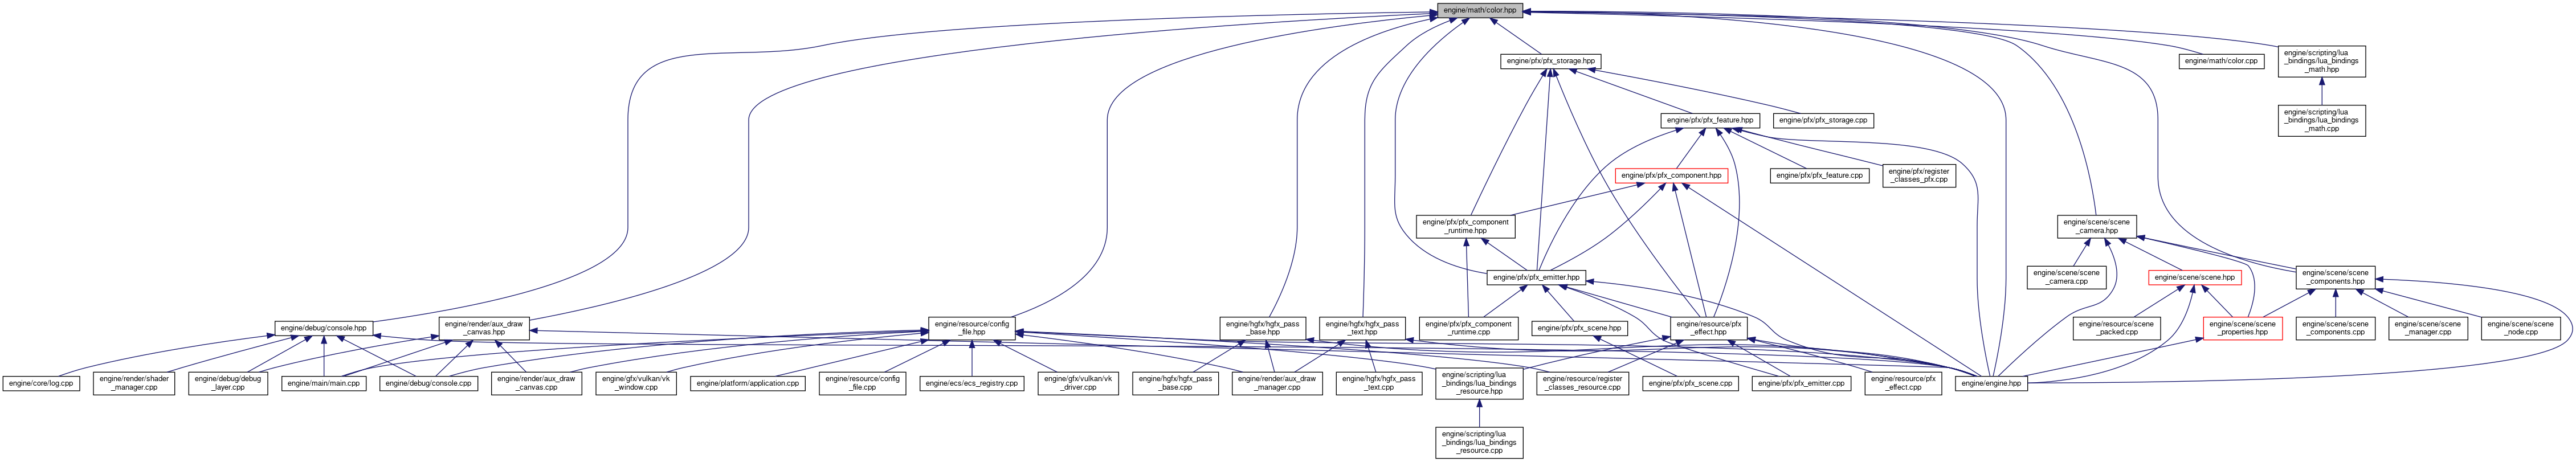 engine/math/color.hpp
engine/pfx/pfx_storage.hpp
engine/math/color.cpp
engine/scripting/lua
_bindings/lua_bindings
_math.hpp
engine/pfx/pfx_feature.hpp
engine/pfx/pfx_storage.cpp
engine/scripting/lua
_bindings/lua_bindings
_math.cpp
engine/pfx/pfx_component.hpp
engine/pfx/pfx_feature.cpp
engine/pfx/register
_classes_pfx.cpp
engine/pfx/pfx_component
_runtime.hpp
engine/scene/scene
_camera.hpp
engine/pfx/pfx_emitter.hpp
engine/scene/scene
_camera.cpp
engine/scene/scene.hpp
engine/scene/scene
_components.hpp
engine/debug/console.hpp
engine/render/aux_draw
_canvas.hpp
engine/resource/config
_file.hpp
engine/hgfx/hgfx_pass
_base.hpp
engine/hgfx/hgfx_pass
_text.hpp
engine/pfx/pfx_component
_runtime.cpp
engine/pfx/pfx_scene.hpp
engine/resource/pfx
_effect.hpp
engine/resource/scene
_packed.cpp
engine/scene/scene
_properties.hpp
engine/scene/scene
_components.cpp
engine/scene/scene
_manager.cpp
engine/scene/scene
_node.cpp
engine/core/log.cpp
engine/render/shader
_manager.cpp
engine/debug/debug
_layer.cpp
engine/main/main.cpp
engine/debug/console.cpp
engine/render/aux_draw
_canvas.cpp
engine/gfx/vulkan/vk
_window.cpp
engine/platform/application.cpp
engine/resource/config
_file.cpp
engine/ecs/ecs_registry.cpp
engine/gfx/vulkan/vk
_driver.cpp
engine/hgfx/hgfx_pass
_base.cpp
engine/render/aux_draw
_manager.cpp
engine/hgfx/hgfx_pass
_text.cpp
engine/scripting/lua
_bindings/lua_bindings
_resource.hpp
engine/resource/register
_classes_resource.cpp
engine/pfx/pfx_scene.cpp
engine/pfx/pfx_emitter.cpp
engine/resource/pfx
_effect.cpp
engine/engine.hpp
engine/scripting/lua
_bindings/lua_bindings
_resource.cpp